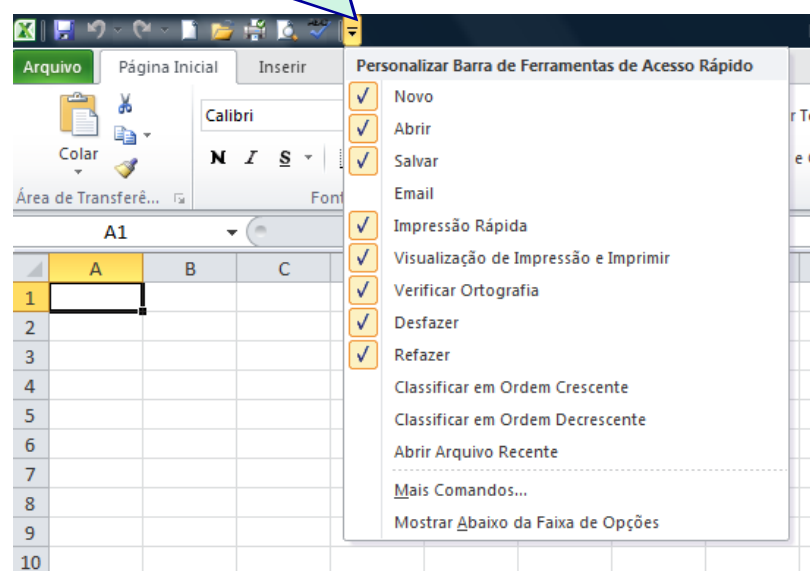 Arquivo Página Inicial Inserir
Personalizar Barra de Ferramentas de Acesso Rápido
Novo
Abrir
Salvar
Email
Impressão Rápida
Visualização de Impressão e Imprimir
Verificar Ortografia
Desfazer
Refazer
Classificar em Ordem Crescente
Classificar em Ordem Decrescente
Abrir Arquivo Recente
Mais Comandos...
Mostrar Abaixo da Faixa de Opções
Colar
Calibri
N I S
Área de Transferê...
A1
A B C
1
2
3
4
5
6
7
8
9
10